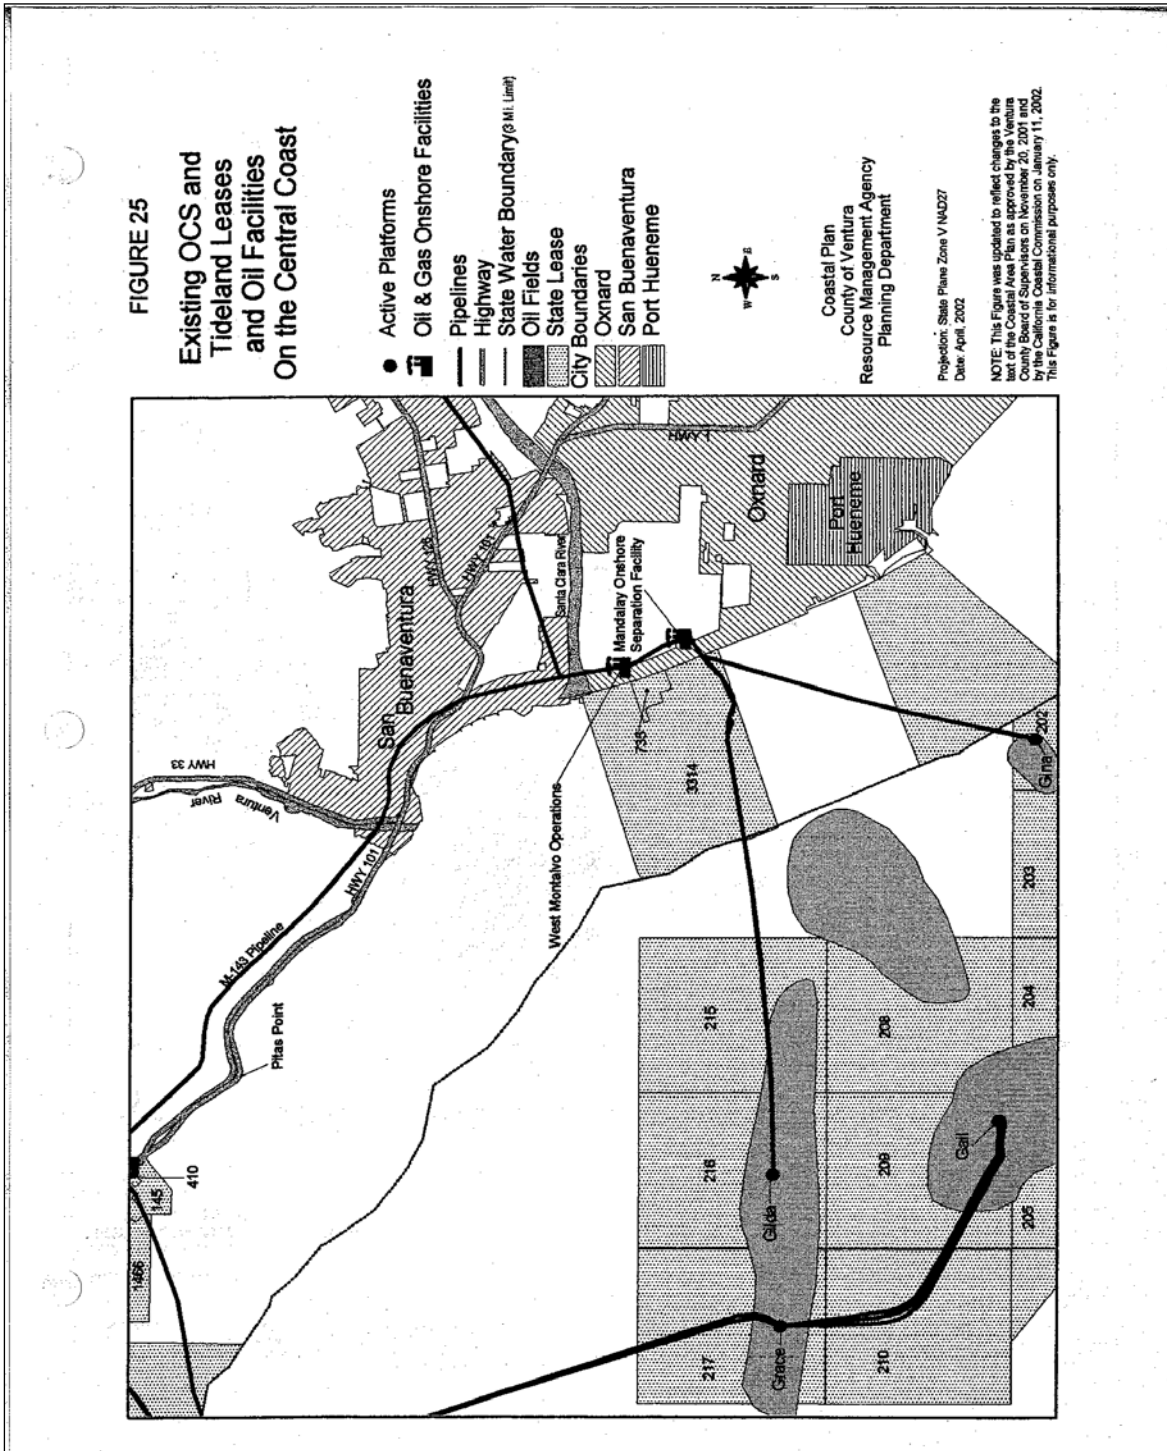 FIGURE 25
Existing OCS and
Tideland Leases
and Oil Facilities
On the Central Coast
Active Platforms
Oil & Gas Onshore Facilities
Pipelines
Highway
State Water Boundary (3 Mi. Limit)
Oil Fields
State Lease
City Boundaries
Oxnard
San Buenaventura
Port Hueneme
N
W
E
S
Coastal Plan
County of Ventura
Resource Management Agency
Planning Department
Projection: State Plane Zone V NAD27
Date: April, 2002
NOTE: This Figure was updated to reflect changes to the
text of the Coastal Area Plan as approved by the Ventura
County Board of Supervisors on November 20, 2001 and
by the California Coastal Commission on January 11, 2002.
This Figure is for informational purposes only.
1466
145
410
Pitas Point
M-143 Pipeline
HWY 101
Ventura
River
HWY 33
San
Buenaventura
HWY 126
HWY 101
Santa Clara River
West Montalvo Operations
Mandalay Onshore
Separation Facility
735
3314
HWY 1
Oxnard
Port
Hueneme
217
216
215
Grace
Gilda
210
209
208
Gail
205
204
203
202
Gina